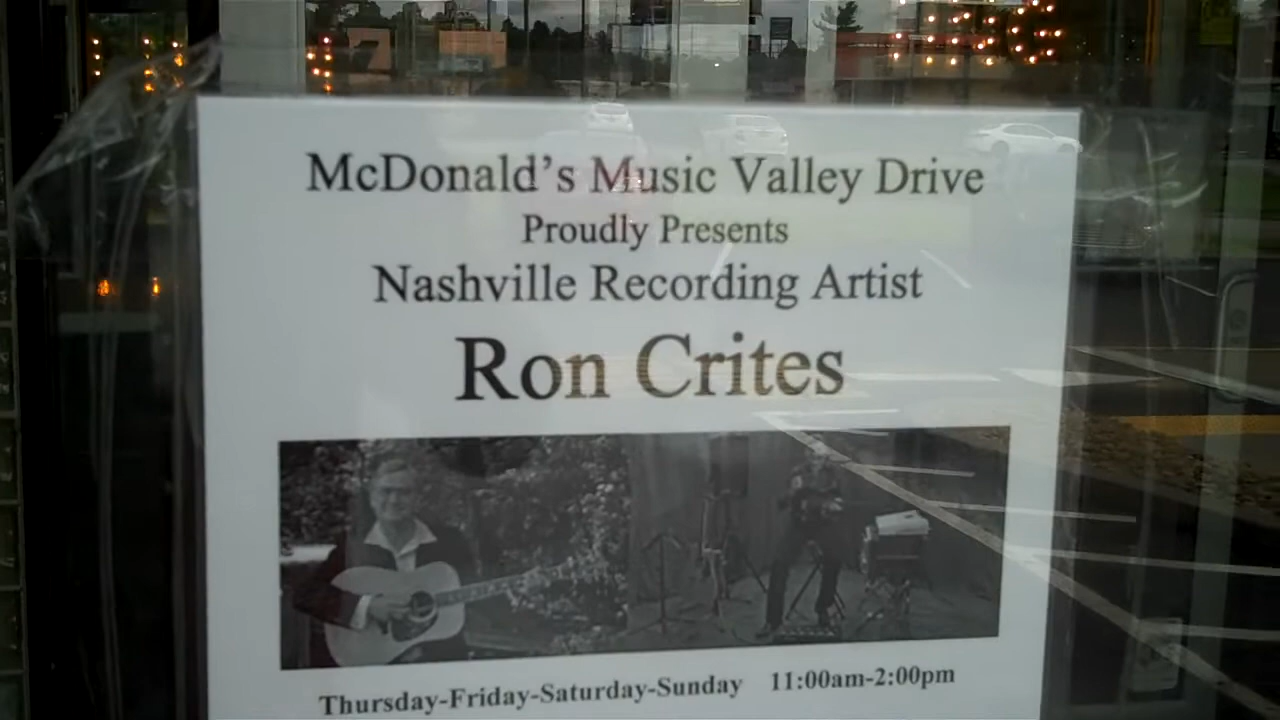 McDonald's Music Valley Drive
Proudly Presents
Nashville Recording Artist
Ron Crites
Thursday-Friday-Saturday-Sunday 11:00am-2:00pm